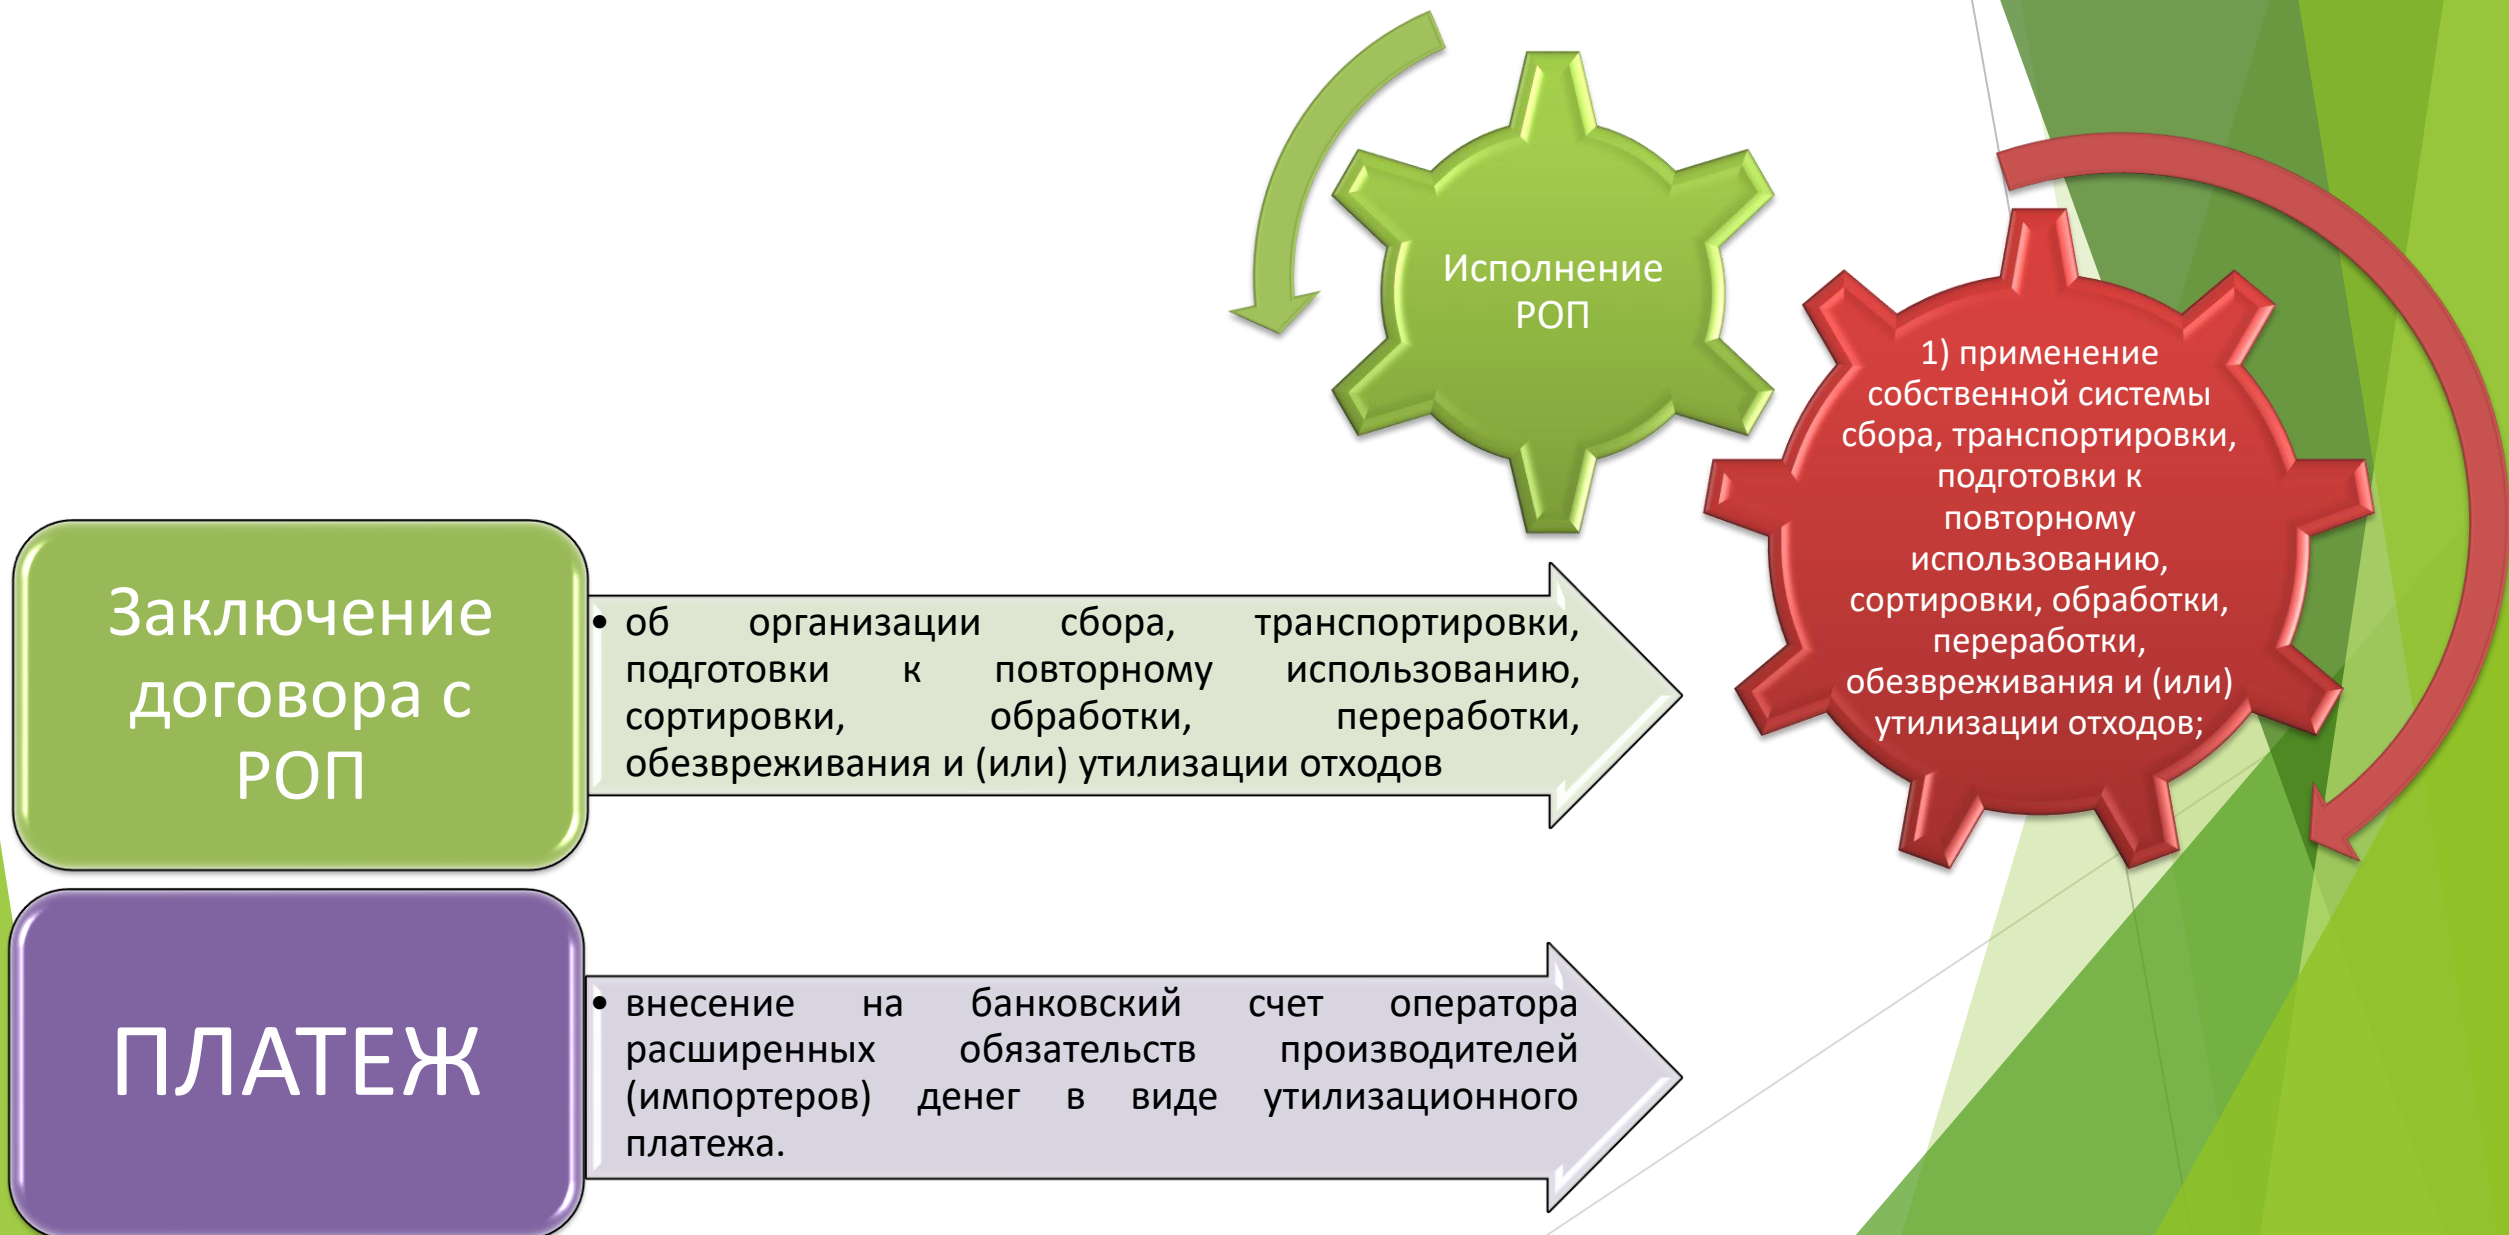 Исполнение
РОП
1) применение
собственной системы
сбора, транспортировки,
подготовки к
повторному
использованию,
сортировки, обработки,
переработки,
обезвреживания и (или)
утилизации отходов;
Заключение
договора с
РОП
• об организации сбора, транспортировки,
подготовки к повторному использованию,
сортировки, обработки, переработки,
обезвреживания и (или) утилизации отходов
ПЛАТЕЖ
• внесение на банковский счет оператора
расширенных обязательств производителей
(импортеров) денег в виде утилизационного
платежа.